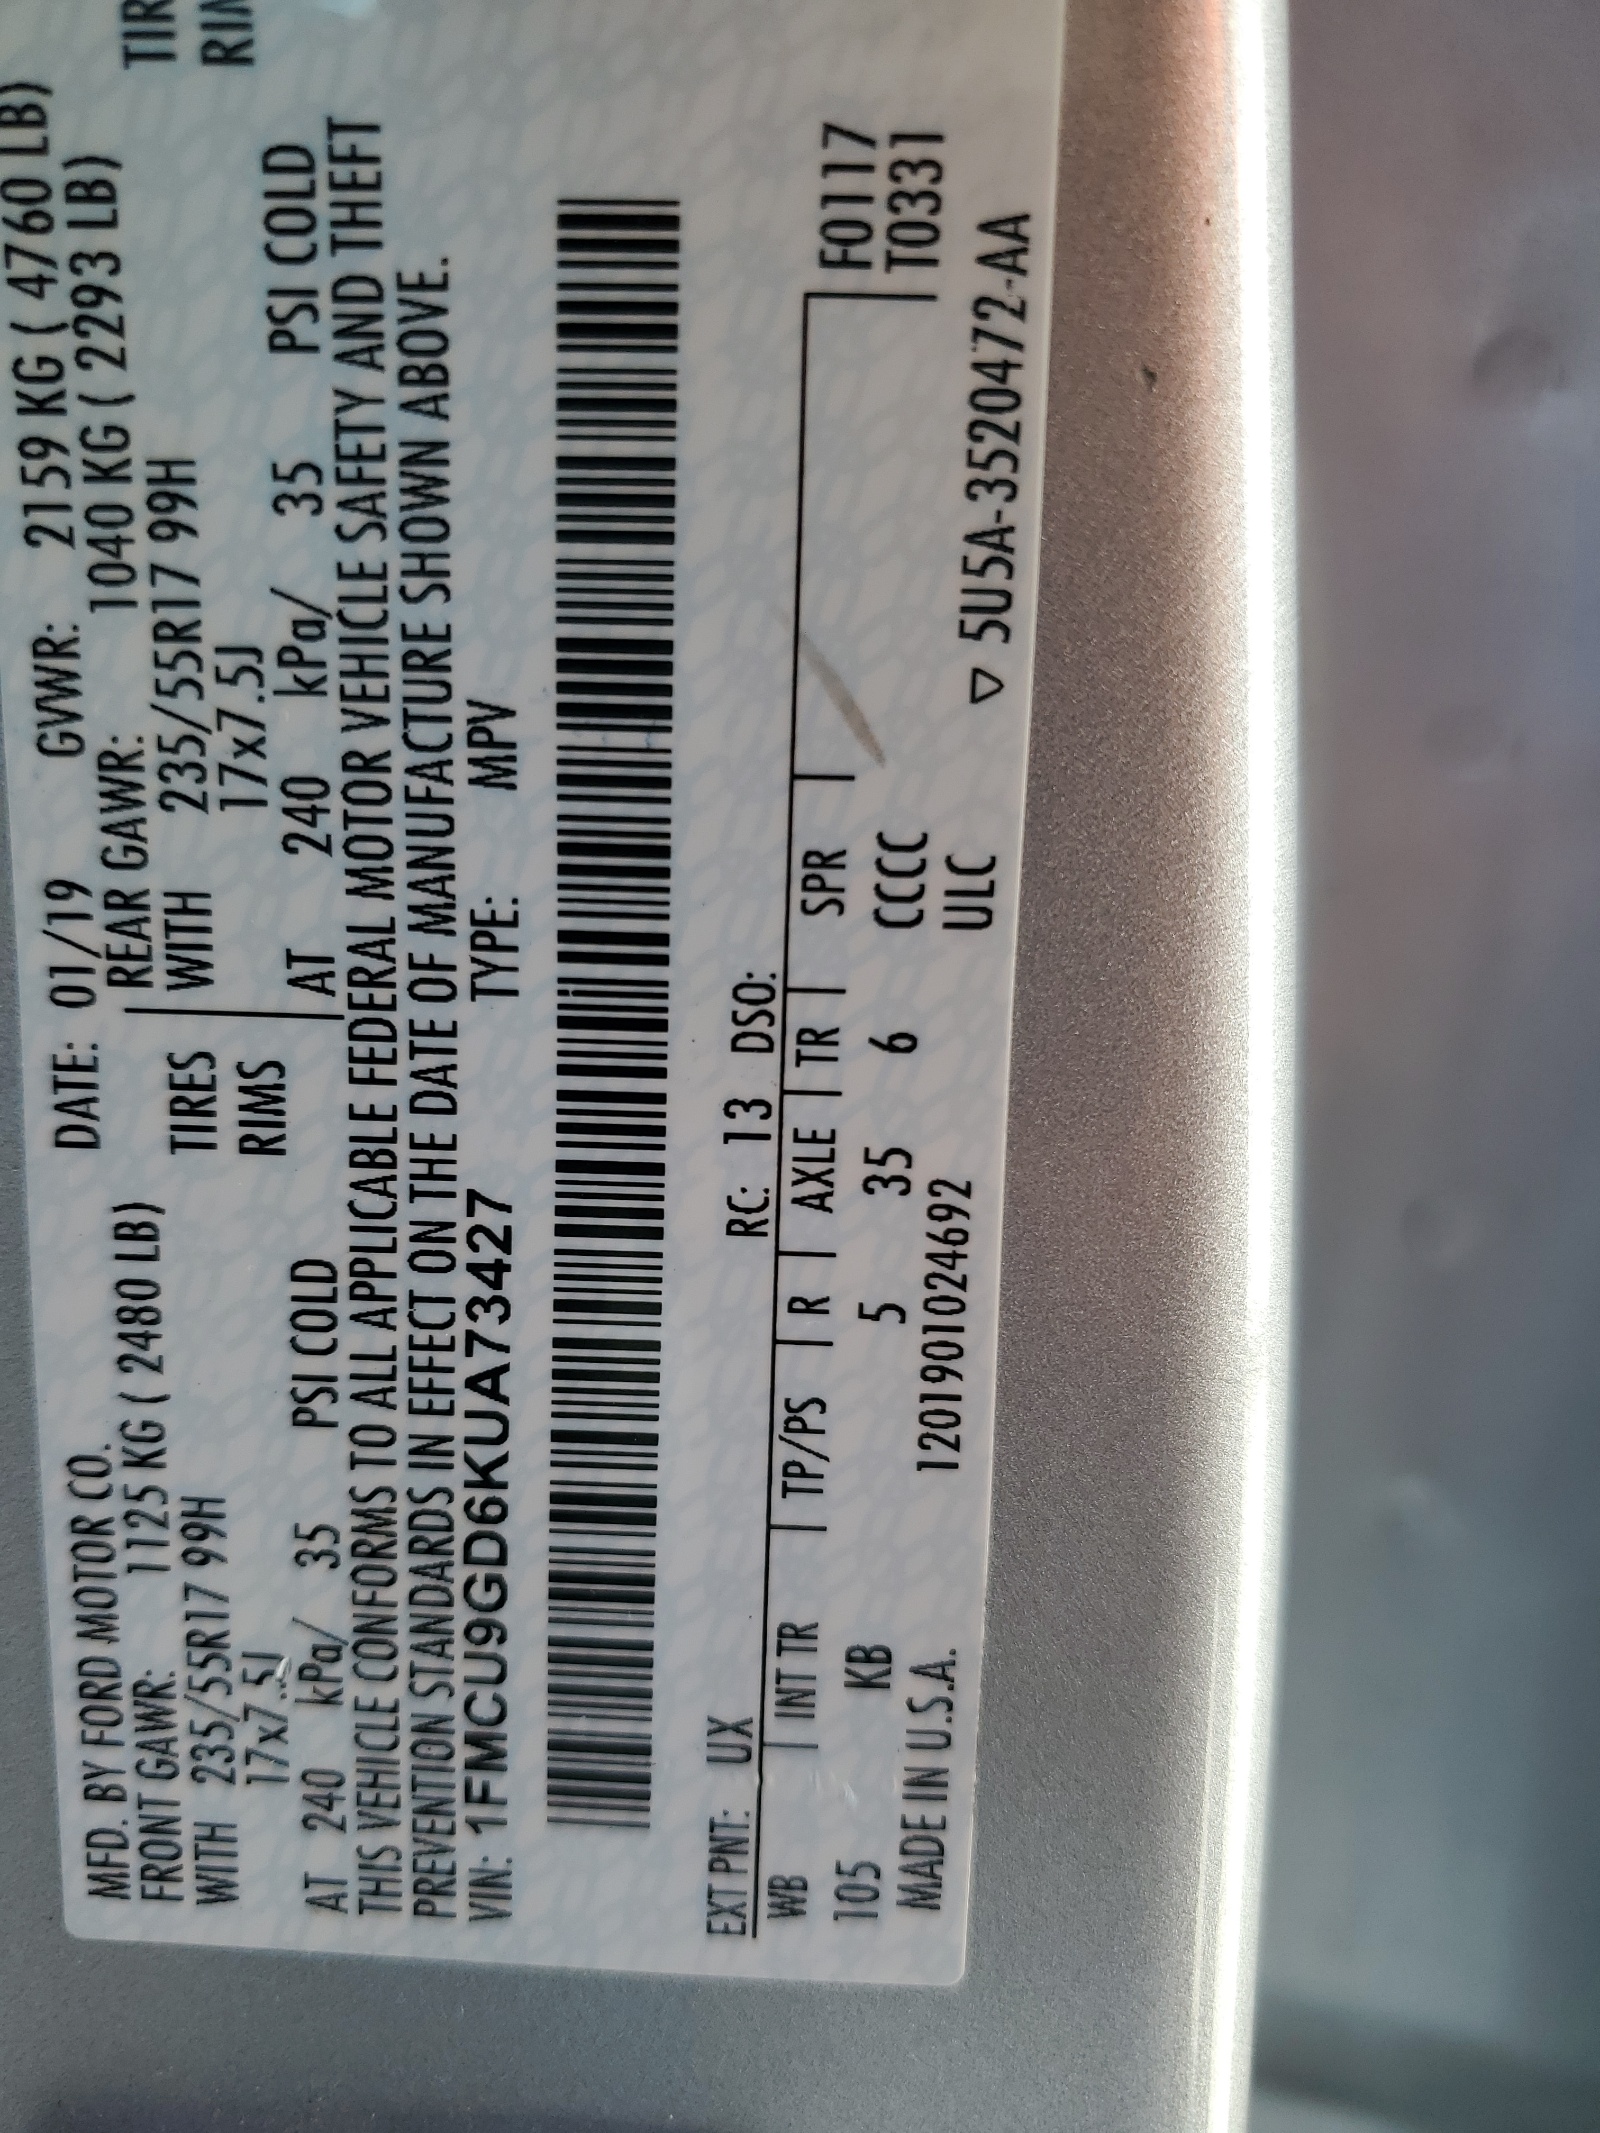 MFD. BY FORD MOTOR CO. DATE: 01/19 GVWR: 2159 KG ( 4760 LB)
FRONT GAWR: 1125 KG ( 2480 LB) REAR GAWR: 1040 KG ( 2293 LB)
WITH 235/55R17 99H TIRES WITH 235/55R17 99H TIR
17x7.5J RIMS 17x7.5J RIM
AT 240 kPa/ 35 PSI COLD AT 240 kPa/ 35 PSI COLD
THIS VEHICLE CONFORMS TO ALL APPLICABLE FEDERAL MOTOR VEHICLE SAFETY AND THEFT
PREVENTION STANDARDS IN EFFECT ON THE DATE OF MANUFACTURE SHOWN ABOVE.
VIN: 1FMCU9GD6KUA73427 TYPE: MPV
EXT PNT: UX RC: 13 DSO:
WB | INT TR | TP/PS | R | AXLE | TR | SPR | F0117
105 KB 5 35 6 CCCC T0331
MADE IN U.S.A. 1201901024692 ULC
▽ 5U5A-3520472-AA